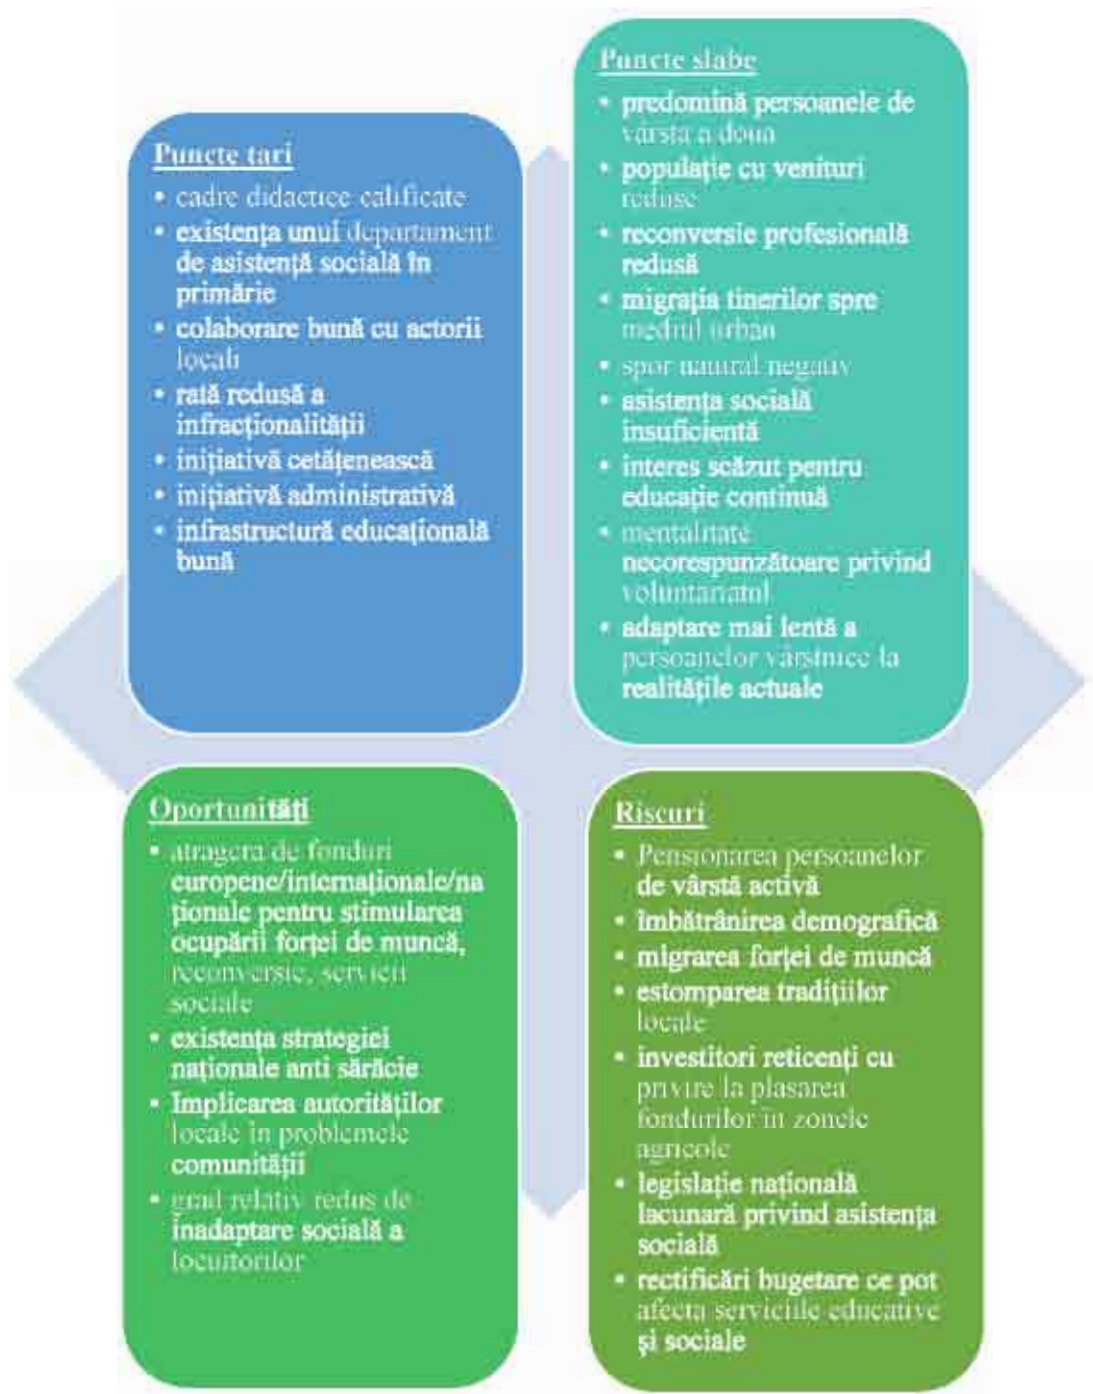 Puncte tari
• cadre didactice calificate
• existența unui departament
de asistență socială în
primărie
• colaborare bună cu actorii
locali
• rată redusă a
infracționalității
• inițiativă cetățenească
• inițiativă administrativă
• infrastructură educațională
bună
Puncte slabe
• predomină persoanele de
vârsta a doua
• populație cu venituri
reduse
• reconversie profesională
redusă
• migrația tinerilor spre
mediul urban
• spor natural negativ
• asistența socială
insuficientă
• interes scăzut pentru
educație continuă
• mentalitate
necorespunzătoare privind
voluntariatul
• adaptare mai lentă a
persoanelor vârstnice la
realitățile actuale
Oportunități
• atragera de fonduri
europene/internaționale/na
ționale pentru stimularea
ocupării forței de muncă,
reconversie, servicii
sociale
• existența strategiei
naționale anti sărăcie
• Implicarea autorităților
locale în problemele
comunității
• grad relativ redus de
inadaptare socială a
locuitorilor
Riscuri
• Pensionarea persoanelor
de vârstă activă
• îmbătrânirea demografică
• migrarea forței de muncă
• estomparea tradițiilor
locale
• investitori reticenți cu
privire la plasarea
fondurilor în zonele
agricole
• legislație națională
lacunară privind asistența
socială
• rectificări bugetare ce pot
afecta serviciile educative
și sociale